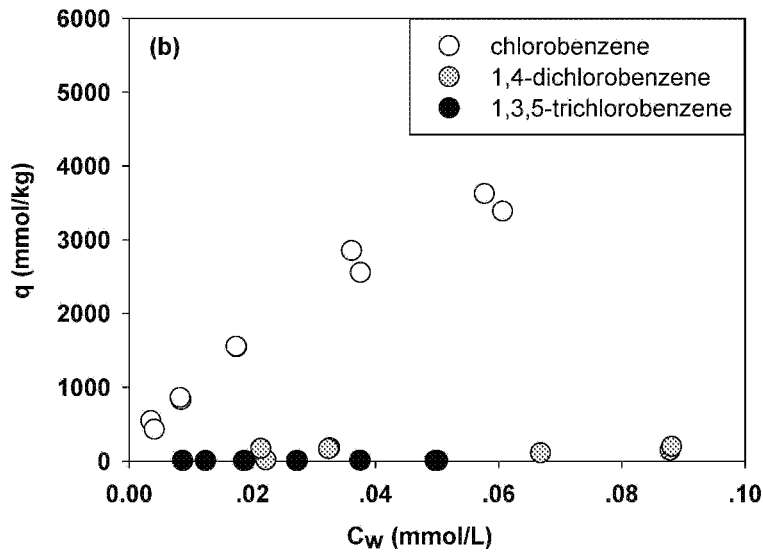 6000
(b)
chlorobenzene
1,4-dichlorobenzene
1,3,5-trichlorobenzene
5000
4000
3000
2000
1000
0
q (mmol/kg)
0.00 .02 .04 .06 .08 .10
CW (mmol/L)